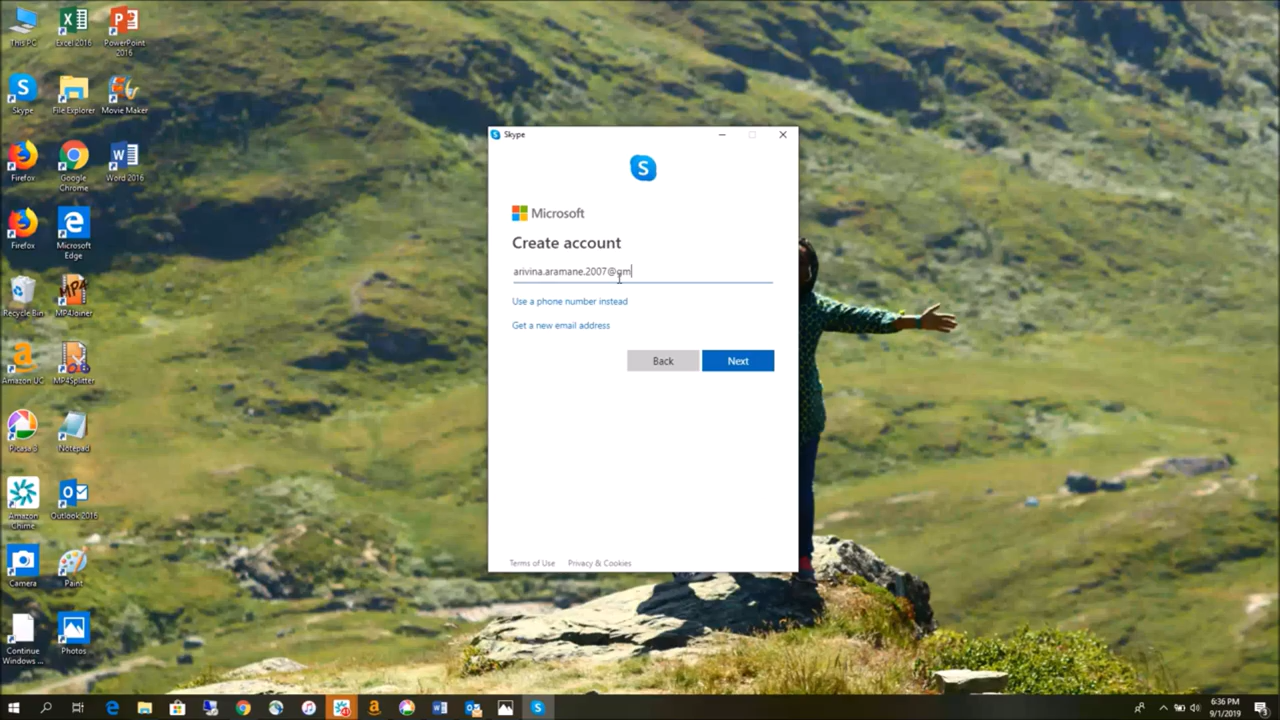 This PC
Excel 2016
PowerPoint
2016
Skype
File Explorer
Movie Maker
Firefox
Google
Chrome
Word 2016
Firefox
Microsoft
Edge
Recycle Bin
MP4Joiner
Amazon UC
MP4Splitter
Picasa 3
Notepad
Amazon
Chime
Outlook 2016
Camera
Paint
Continue
Windows ...
Photos
Skype
S
Microsoft
Create account
arivina.aramane.2007@gm
Use a phone number instead
Get a new email address
Back
Next
Terms of Use
Privacy & Cookies
6:36 PM
9/1/2019